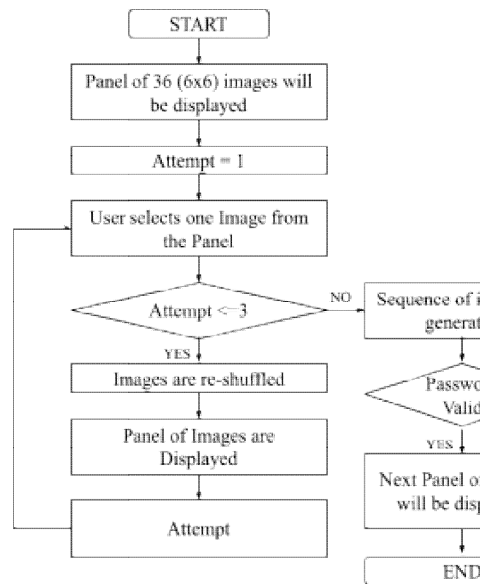 START
Panel of 36 (6x6) images will
be displayed
Attempt = 1
User selects one Image from
the Panel
Attempt <=3
NO
YES
Images are re-shuffled
Panel of Images are
Displayed
Attempt
Sequence of i
generat
Passwo
Valid
YES
Next Panel of
will be disp
END